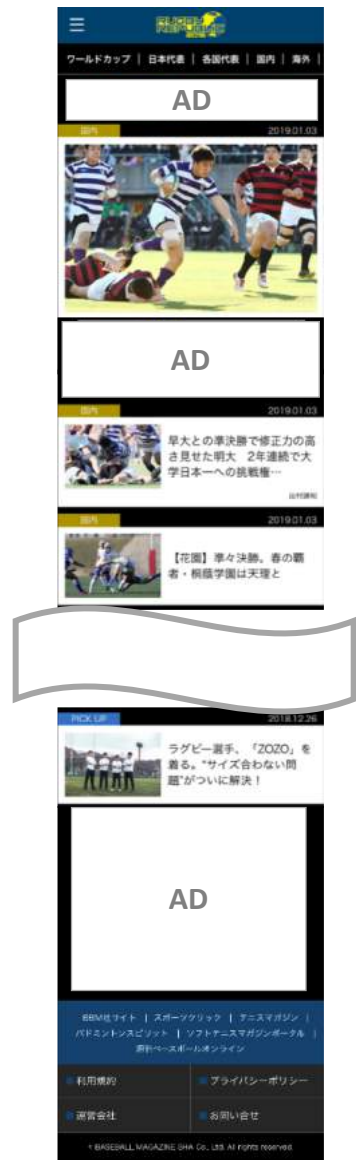 RUGBY
REPUBLIC
ワールドカップ | 日本代表 | 各国代表 | 国内 | 海外 |
AD
国内 2019.01.03
AD
国内 2019.01.03
早大との準決勝で修正力の高
さ見せた明大　2年連続で大
学日本一への挑戦権…
国内 2019.01.03
【花園】準々決勝。春の覇
者・桐蔭学園は天理と
PICK UP 2018.12.26
ラグビー選手、「ZOZO」を
着る。“サイズ合わない問
題”がついに解決！
AD
BBM社サイト | スポーツクリック | テニスマガジン |
バドミントンスピリット | ソフトテニスマガジンポータル |
週刊ベースボールオンライン
利用規約 プライバシーポリシー
運営会社 お問い合せ
© BASEBALL MAGAZINE SHA Co., Ltd. All rights reserved.